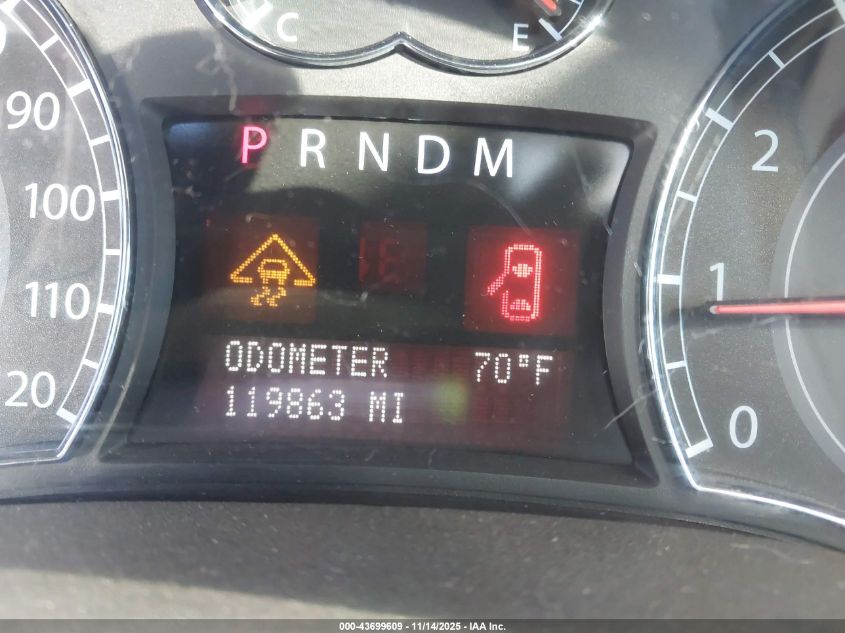 C E
P R N D M
90
100
110
20
2
1
0
ODOMETER 70°F
119863 MI
000-43699609 - 11/14/2025 - IAA Inc.